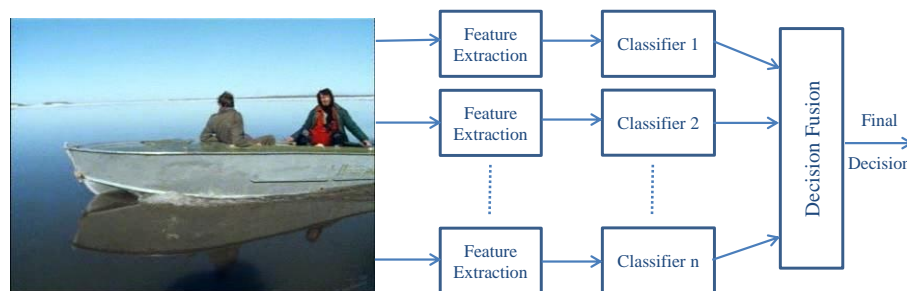 Feature
Extraction
Classifier 1
Feature
Extraction
Classifier 2
Feature
Extraction
Classifier n
Decision Fusion
Final
Decision